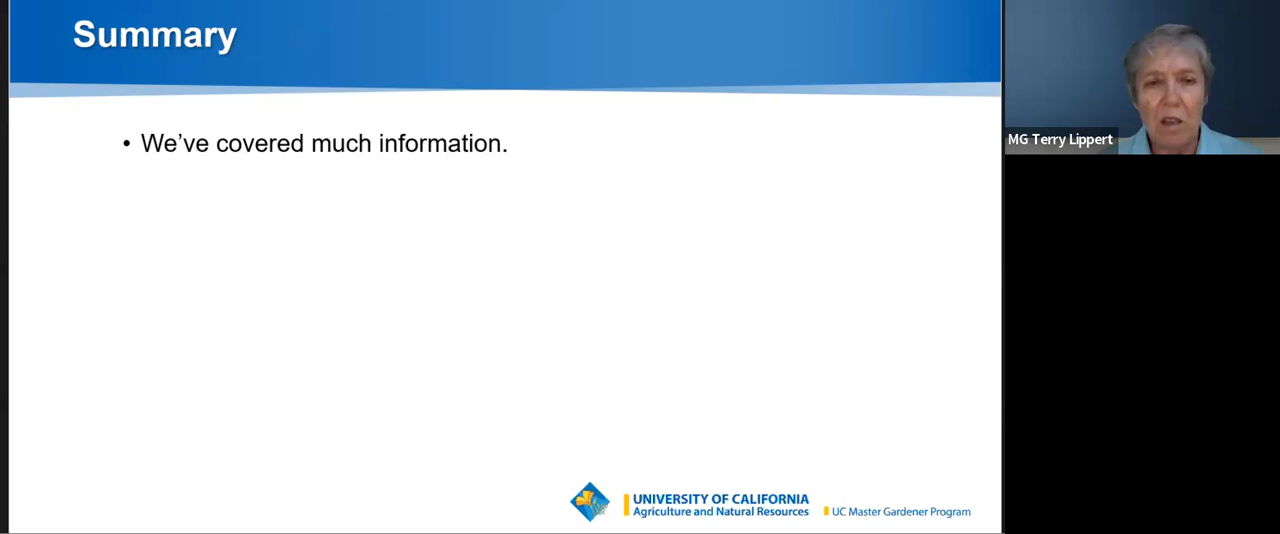 Summary
• We’ve covered much information.
MG Terry Lippert
UNIVERSITY OF CALIFORNIA
Agriculture and Natural Resources
UC Master Gardener Program